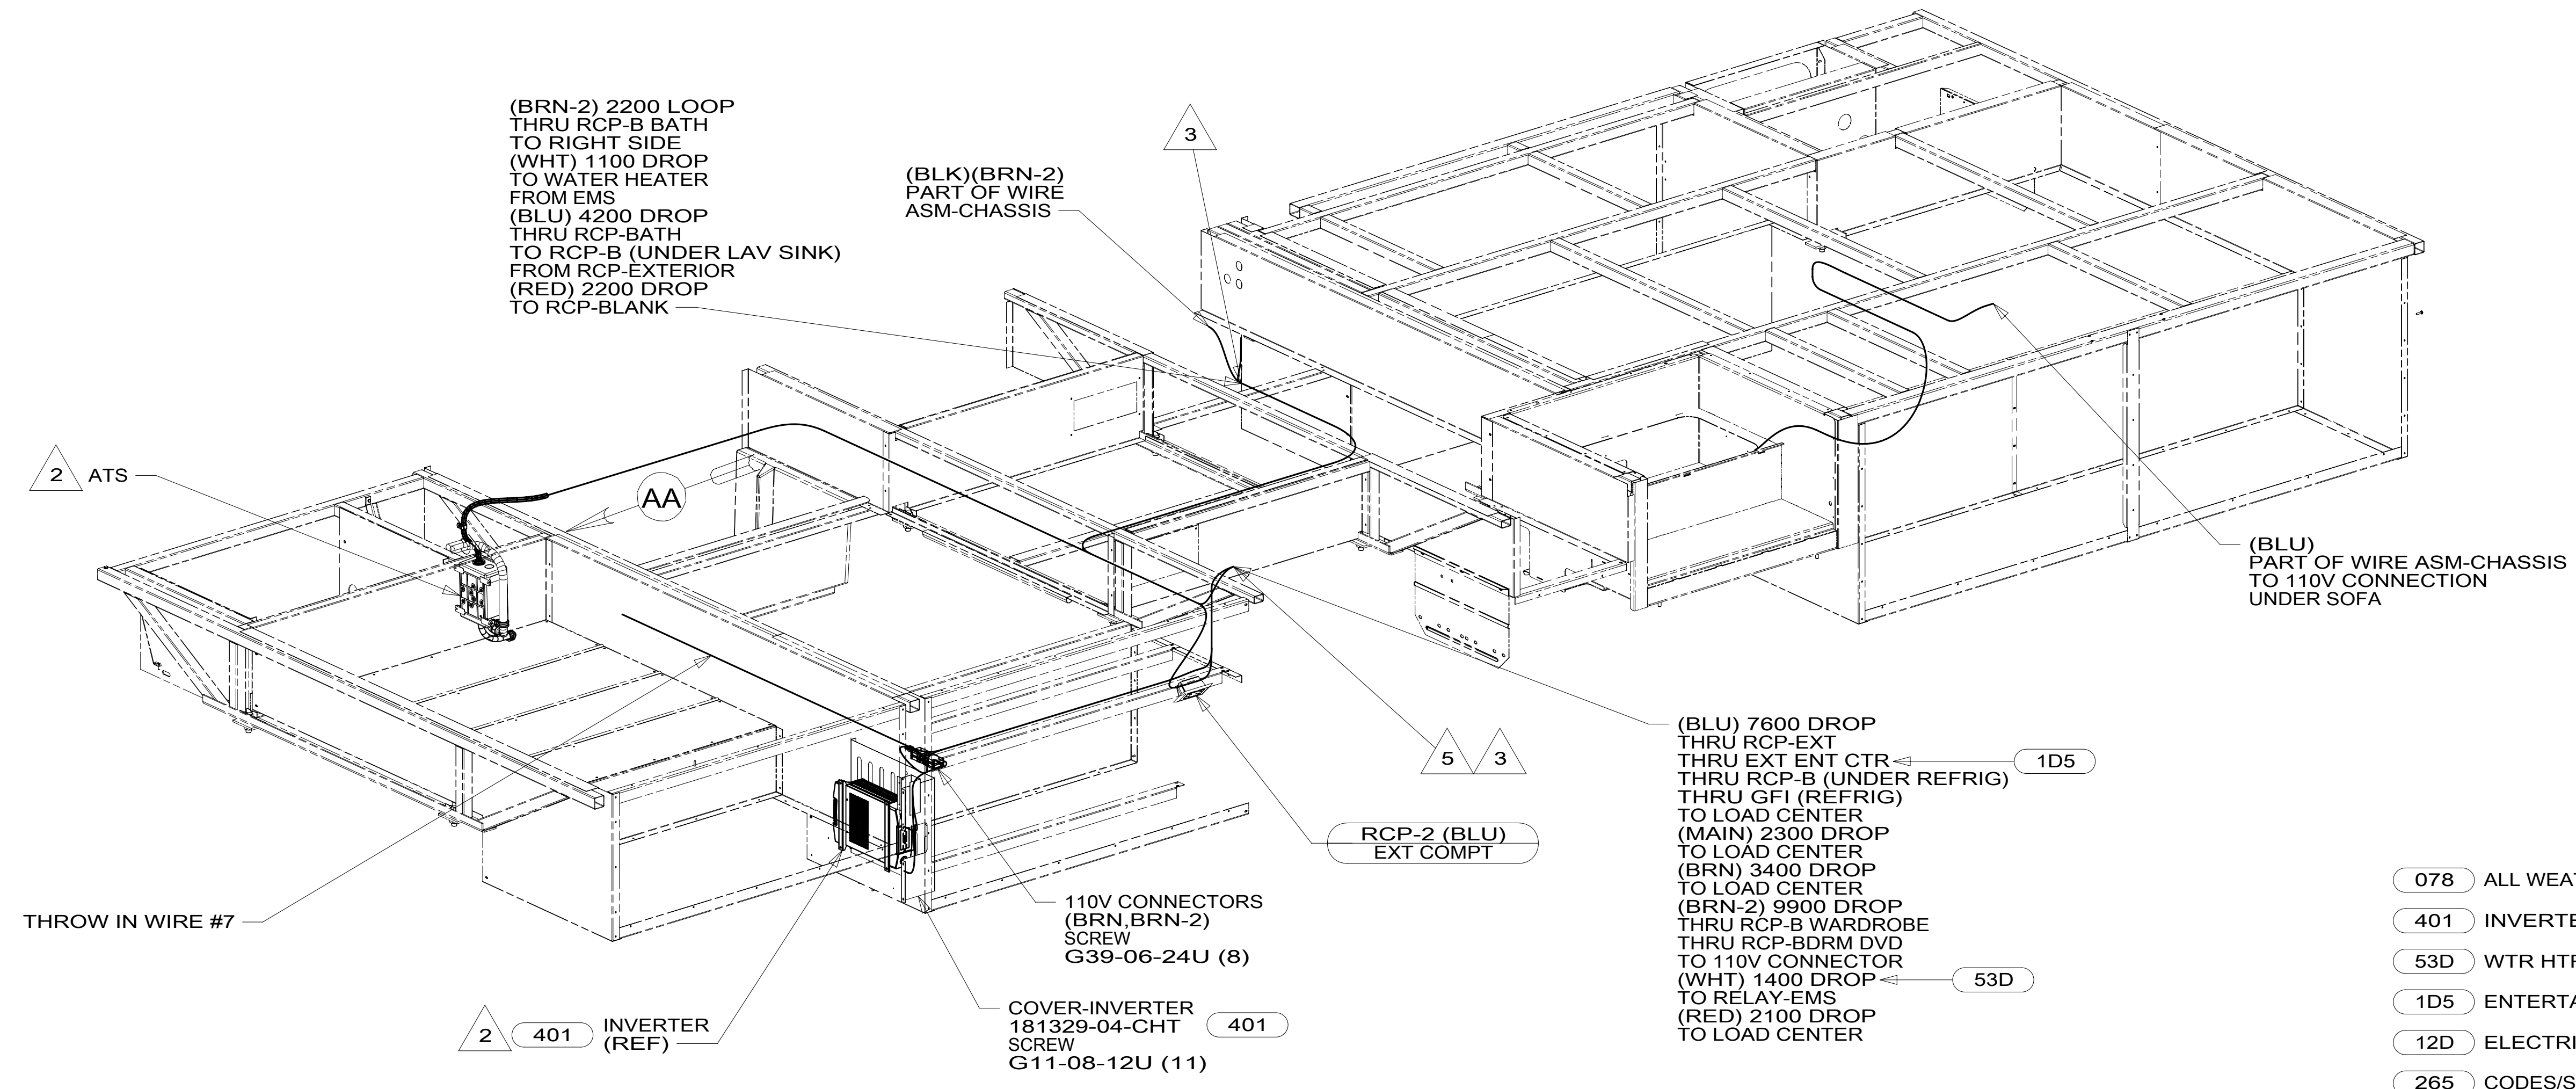 (BRN-2) 2200 LOOP
THRU RCP-B BATH
TO RIGHT SIDE
(WHT) 1100 DROP
TO WATER HEATER
FROM EMS
(BLU) 4200 DROP
THRU RCP-BATH
TO RCP-B (UNDER LAV SINK)
FROM RCP-EXTERIOR
(RED) 2200 DROP
TO RCP-BLANK
(BLK)(BRN-2)
PART OF WIRE
ASM-CHASSIS
3
2 ATS
AA
(BLU)
PART OF WIRE ASM-CHASSIS
TO 110V CONNECTION
UNDER SOFA
5 3
(BLU) 7600 DROP
THRU RCP-EXT
THRU EXT ENT CTR 1D5
THRU RCP-B (UNDER REFRIG)
THRU GFI (REFRIG)
TO LOAD CENTER
(MAIN) 2300 DROP
TO LOAD CENTER
(BRN) 3400 DROP
TO LOAD CENTER
(BRN-2) 9900 DROP
THRU RCP-B WARDROBE
THRU RCP-BDRM DVD
TO 110V CONNECTOR
(WHT) 1400 DROP 53D
TO RELAY-EMS
(RED) 2100 DROP
TO LOAD CENTER
RCP-2 (BLU)
EXT COMPT
THROW IN WIRE #7
110V CONNECTORS
(BRN,BRN-2)
SCREW
G39-06-24U (8)
COVER-INVERTER
181329-04-CHT 401
SCREW
G11-08-12U (11)
2 401 INVERTER
(REF)
078 ALL WEAT
401 INVERTE
53D WTR HTR
1D5 ENTERTA
12D ELECTRI
265 CODES/S